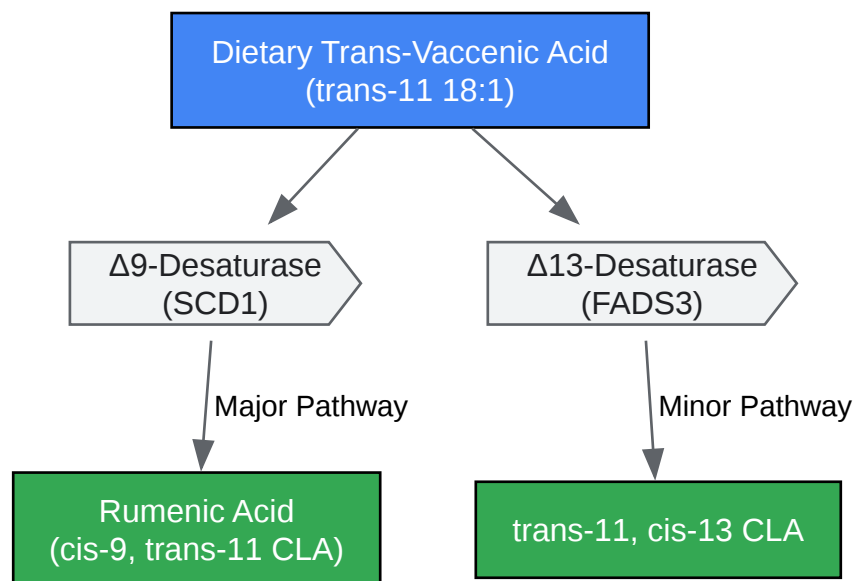 Dietary Trans-Vaccenic Acid
(trans-11 18:1)
Δ9-Desaturase
(SCD1)
Δ13-Desaturase
(FADS3)
Major Pathway
Minor Pathway
Rumenic Acid
(cis-9, trans-11 CLA)
trans-11, cis-13 CLA